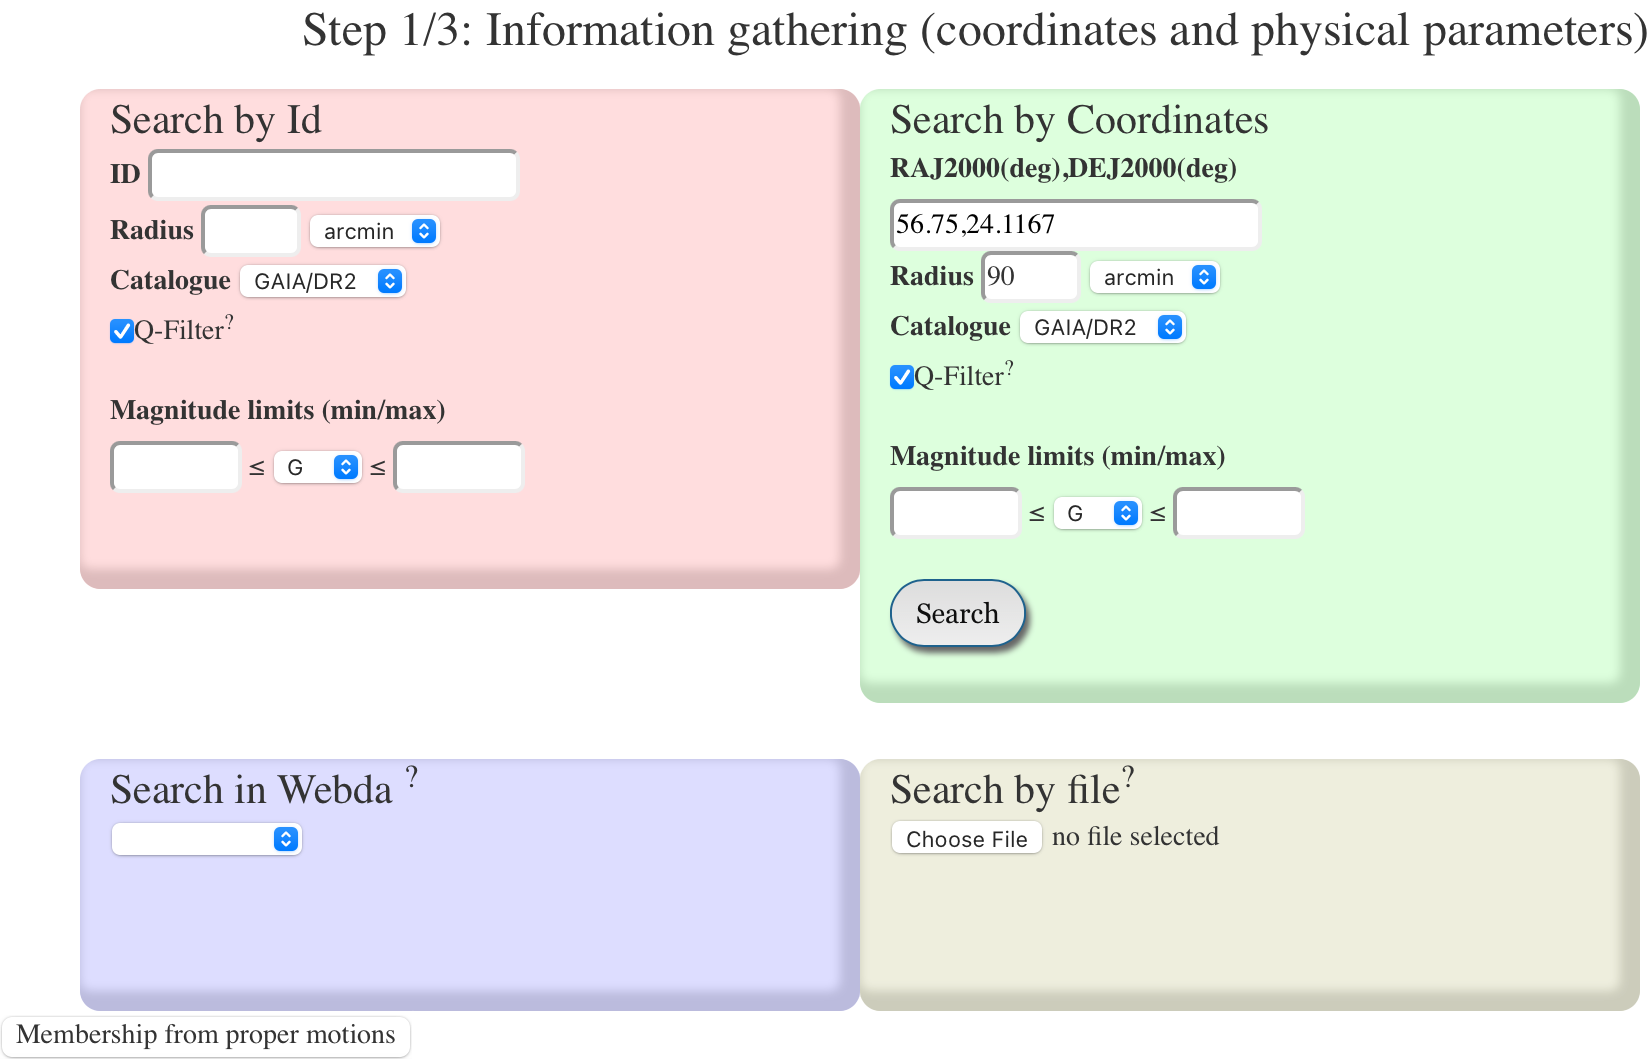 Step 1/3: Information gathering (coordinates and physical parameters)
Search by Id
ID
Radius arcmin
Catalogue GAIA/DR2
Q-Filter?
Magnitude limits (min/max)
≤ G ≤
Search by Coordinates
RAJ2000(deg),DEJ2000(deg)
56.75,24.1167
Radius 90 arcmin
Catalogue GAIA/DR2
Q-Filter?
Magnitude limits (min/max)
≤ G ≤
Search
Search in Webda ?
Search by file?
Choose File no file selected
Membership from proper motions